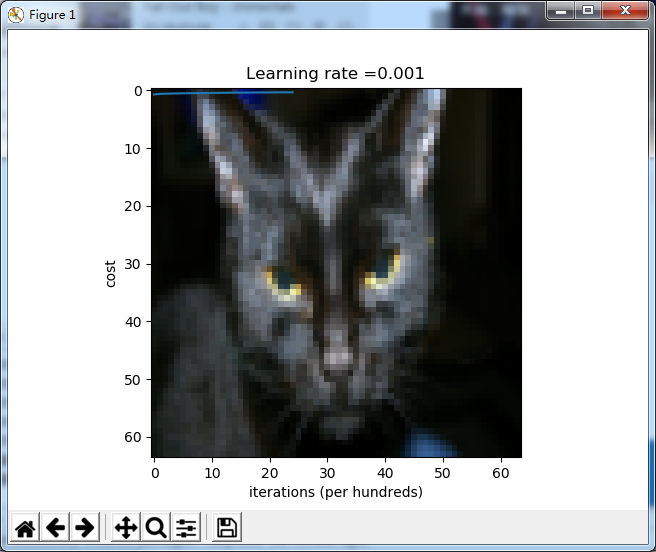 Figure 1
Learning rate =0.001
0
10
20
30
40
50
60
cost
0 10 20 30 40 50 60
iterations (per hundreds)